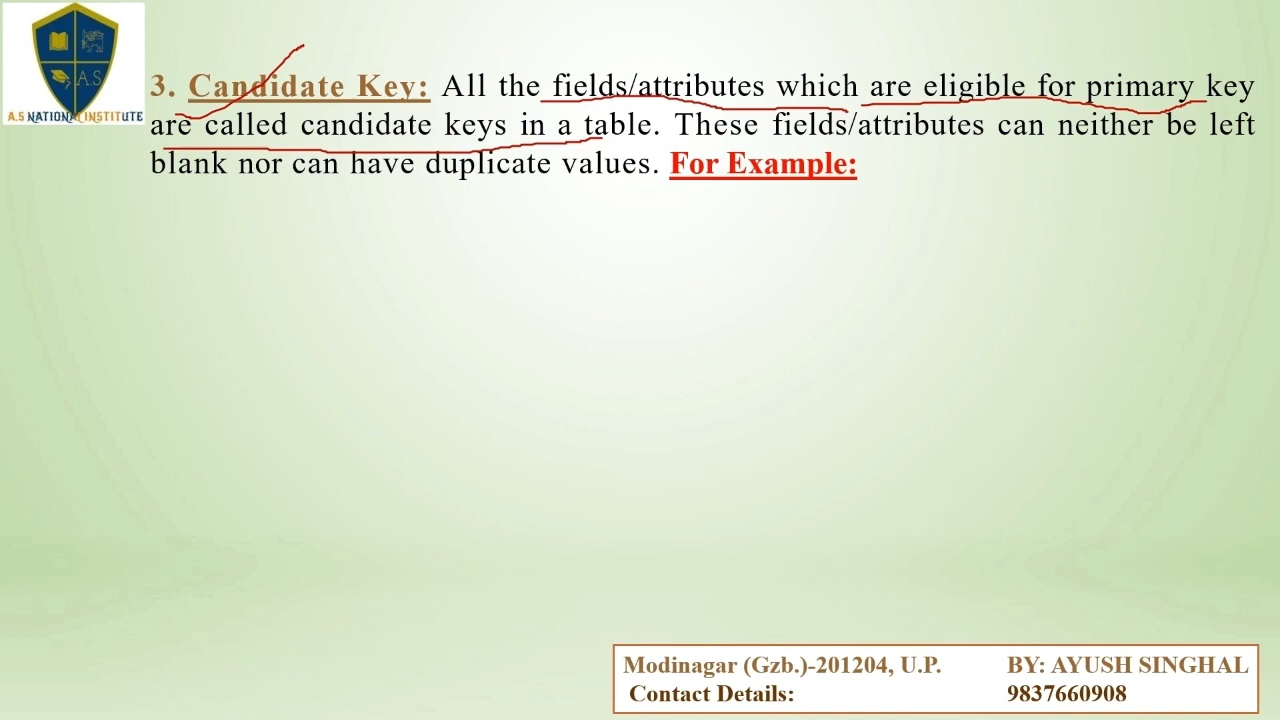 A.S
A.S NATIONAL INSTITUTE
3. Candidate Key: All the fields/attributes which are eligible for primary key
are called candidate keys in a table. These fields/attributes can neither be left
blank nor can have duplicate values. For Example:
Modinagar (Gzb.)-201204, U.P. BY: AYUSH SINGHAL
Contact Details: 9837660908